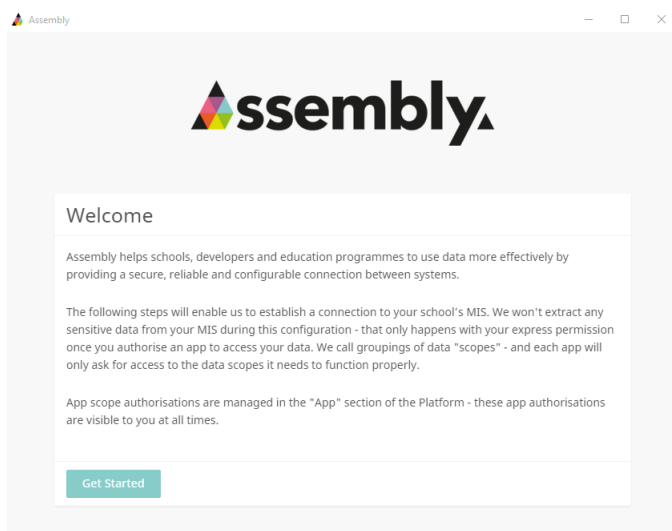 Assembly
Assembly.
Welcome
Assembly helps schools, developers and education programmes to use data more effectively by
providing a secure, reliable and configurable connection between systems.
The following steps will enable us to establish a connection to your school's MIS. We won't extract any
sensitive data from your MIS during this configuration - that only happens with your express permission
once you authorise an app to access your data. We call groupings of data "scopes" - and each app will
only ask for access to the data scopes it needs to function properly.
App scope authorisations are managed in the "App" section of the Platform - these app authorisations
are visible to you at all times.
Get Started